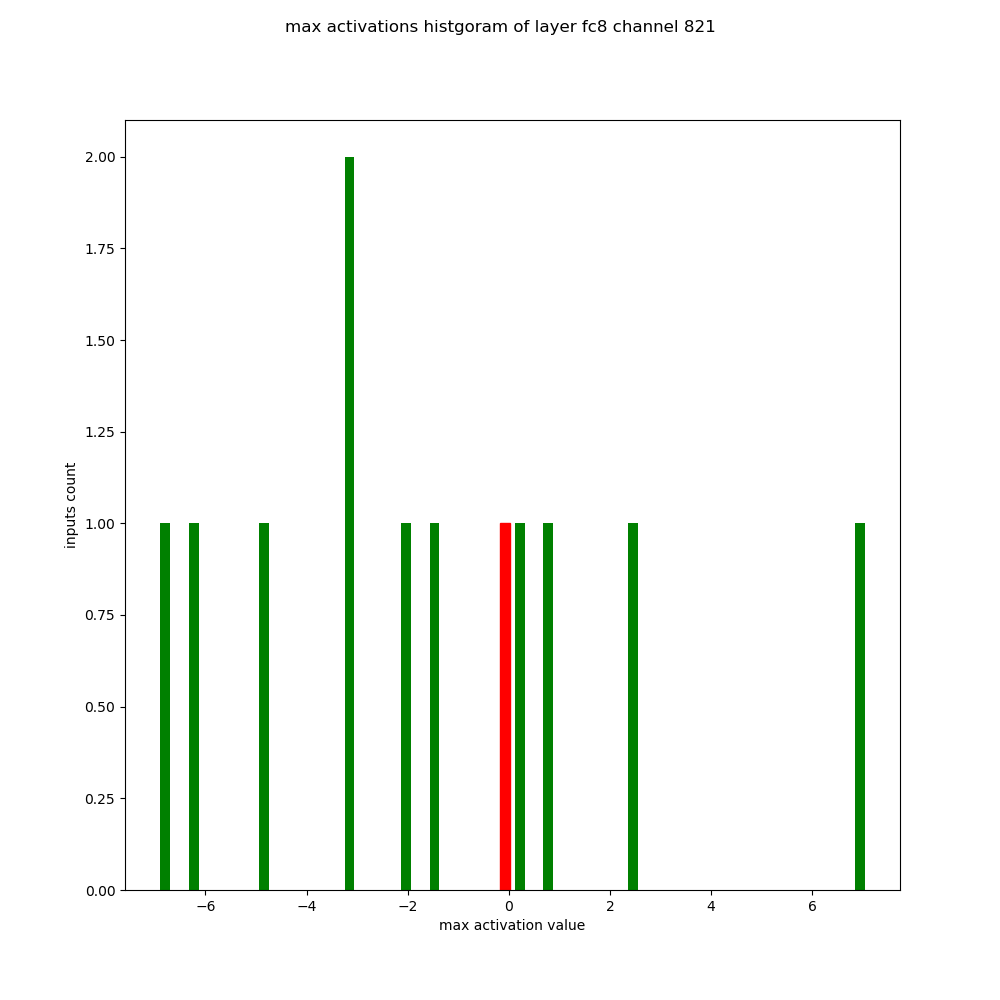 max activations histgoram of layer fc8 channel 821
2.00
1.75
1.50
1.25
1.00
0.75
0.50
0.25
0.00
inputs count
−6 −4 −2 0 2 4 6
max activation value